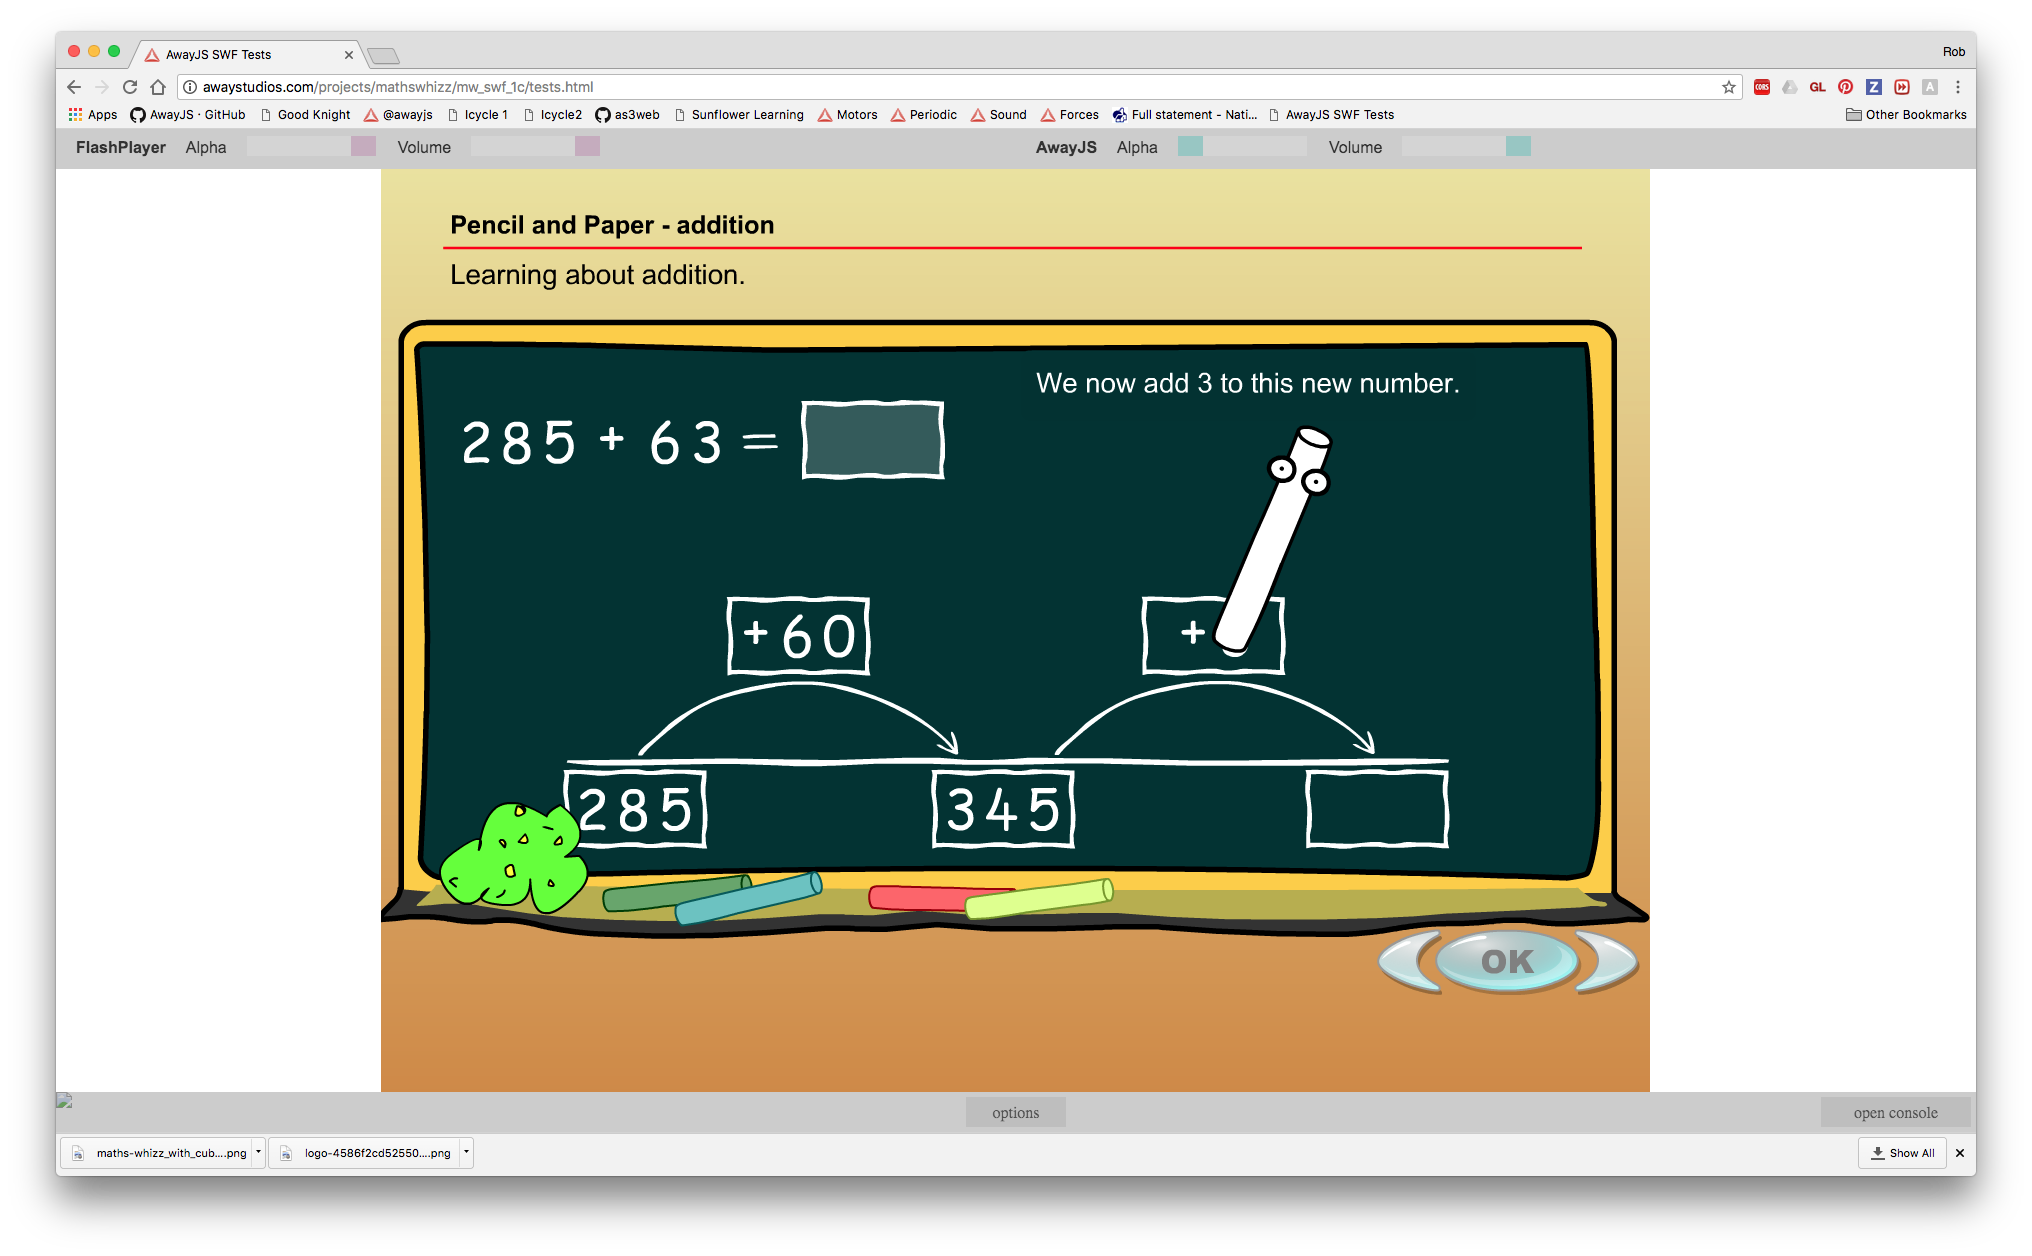 AwayJS SWF Tests
Rob
awaystudios.com/projects/mathswhizz/mw_swf_1c/tests.html
COBS
GL
Z
A
Apps AwayJS · GitHub Good Knight @awayjs Icycle 1 Icycle2 as3web Sunflower Learning Motors Periodic Sound Forces Full statement - Nati... AwayJS SWF Tests Other Bookmarks
FlashPlayer Alpha Volume AwayJS Alpha Volume
Pencil and Paper - addition
Learning about addition.
We now add 3 to this new number.
285 + 63 =
+60 +
285 345
OK
options open console
maths-whizz_with_cub....png logo-4586f2cd52550....png Show All